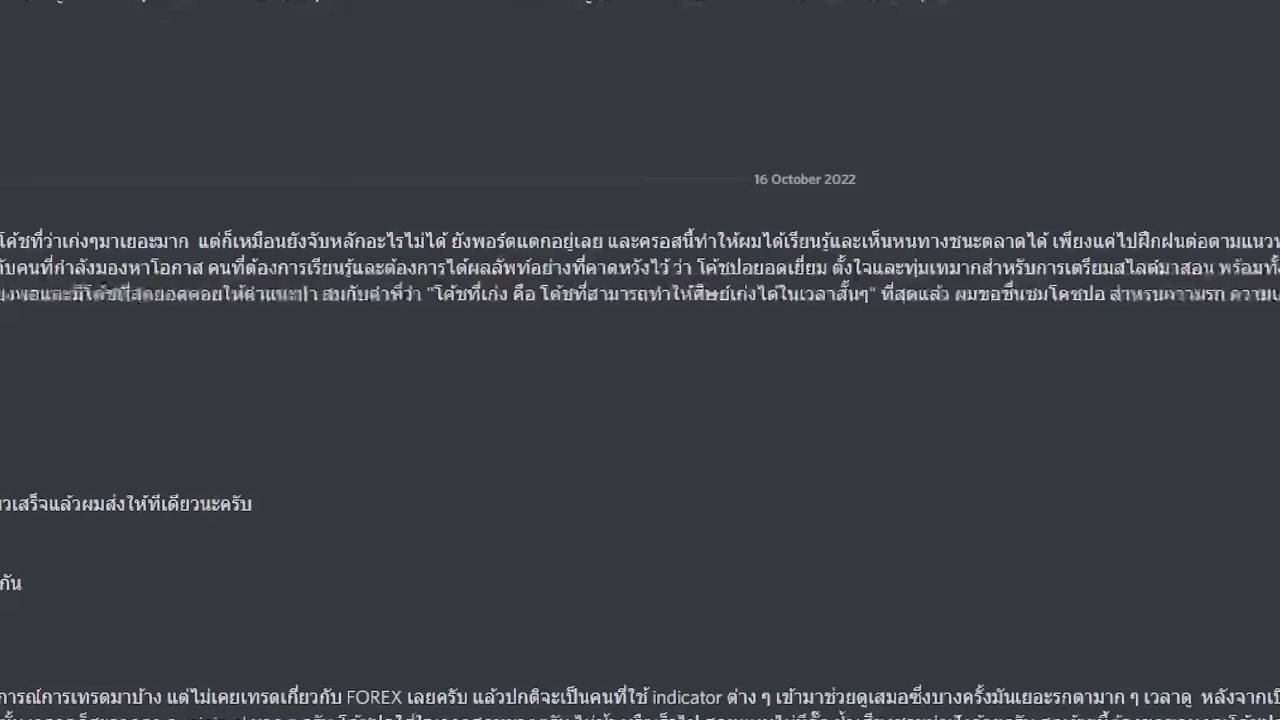 16 October 2022
โค้ชที่ว่าเก่งๆมาเยอะมาก แต่ก็เหมือนยังจับหลักอะไรไม่ได้ ยังพอร์ตแตกอยู่เลย และครอสนี้ทำให้ผมได้เรียนรู้และเห็นหนทางชนะตลาดได้ เพียงแค่ไปฝึกฝนต่อตามแนว
กับคนที่กำลังมองหาโอกาส คนที่ต้องการเรียนรู้และต้องการได้ผลลัพท์อย่างที่คาดหวังไว้ ว่า โค้ชปอยอดเยี่ยม ตั้งใจและทุ่มเทมากสำหรับการเตรียมสไลด์มาสอน พร้อมทั้ง
และมีโค้ชที่สุดยอดคอยให้คำแนะนำ สมกับคำที่ว่า "โค้ชที่เก่ง คือ โค้ชที่สามารถทำให้ศิษย์เก่งได้ในเวลาสั้นๆ" ที่สุดแล้ว ผมขอชื่นชมโคชปอ
เสร็จแล้วผมส่งให้ทีเดียวนะครับ
กัน
การณ์การเทรดมาบ้าง แต่ไม่เคยเทรดเกี่ยวกับ FOREX เลยครับ แล้วปกติจะเป็นคนที่ใช้ indicator ต่าง ๆ เข้ามาช่วยดูเสมอซึ่งบางครั้งมันเยอะรกตามาก ๆ เวลาดู